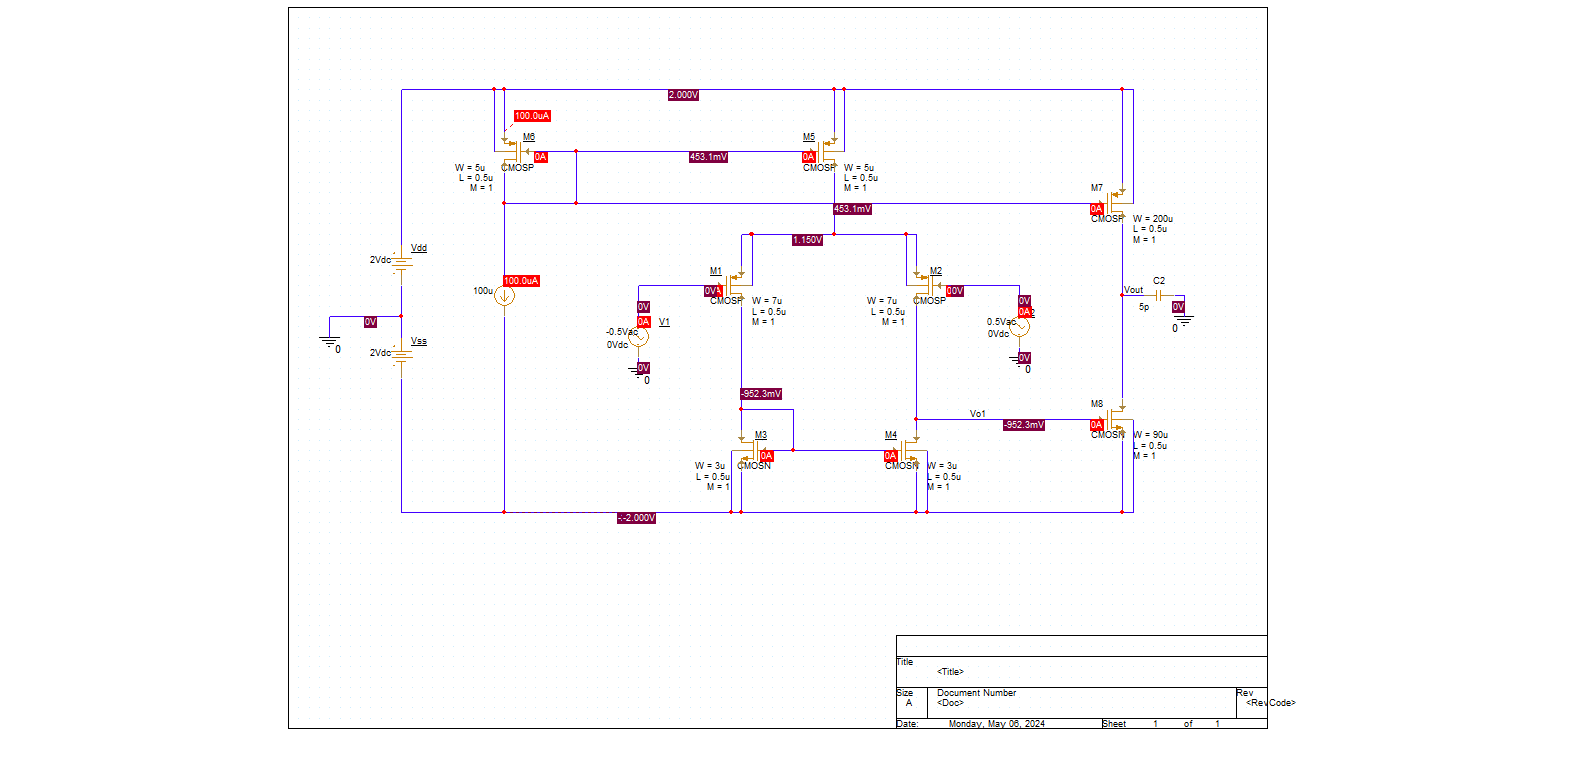 2.000V
100.0uA
M6
M5
0A
453.1mV
0A
CMOSP
CMOSP
W = 5u
L = 0.5u
M = 1
W = 5u
L = 0.5u
M = 1
M7
453.1mV
0A
CMOSP
W = 200u
L = 0.5u
M = 1
1.150V
Vdd
2Vdc
M1
M2
100.0uA
100u
0V
CMOSP
0V
CMOSP
W = 7u
L = 0.5u
M = 1
W = 7u
L = 0.5u
M = 1
Vout
C2
5p
0V
0
0V
0A
V1
-0.5Vac
0Vdc
0V
0
0V
0A
0.5Vac
0Vdc
0V
0
0V
0
Vss
2Vdc
-952.3mV
M8
Vo1
-952.3mV
0A
CMOSN
W = 90u
L = 0.5u
M = 1
M3
M4
0A
0A
CMOSN
CMOSN
W = 3u
L = 0.5u
M = 1
W = 3u
L = 0.5u
M = 1
-2.000V
Title
<Title>
Size
A
Document Number
<Doc>
Rev
<RevCode>
Date:
Monday, May 06, 2024
Sheet 1 of 1